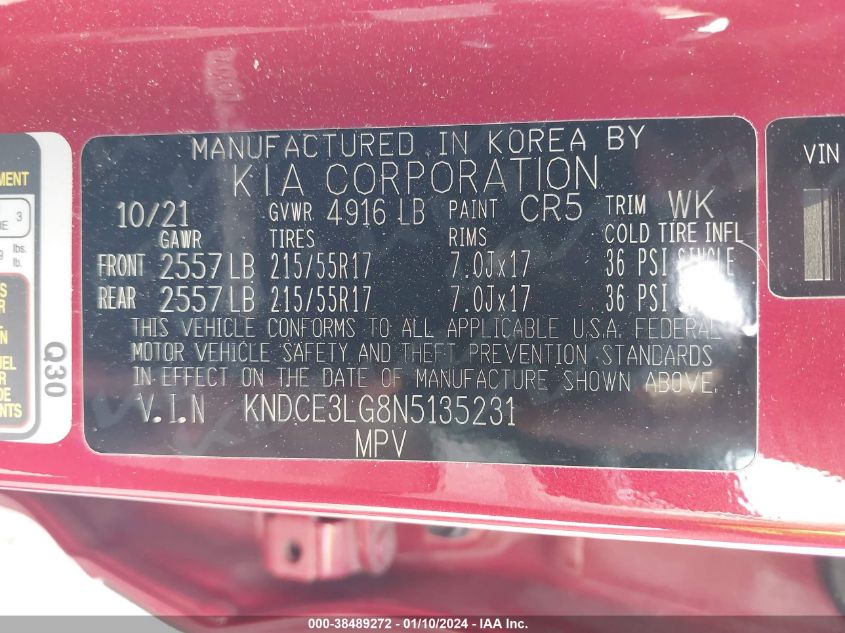 MANUFACTURED IN KOREA BY
KIA CORPORATION
10/21 GVWR 4916 LB PAINT CR5 TRIM WK
GAWR TIRES RIMS COLD TIRE INFL
FRONT 2557 LB 215/55R17 7.0Jx17 36 PSI SINGLE
REAR 2557 LB 215/55R17 7.0Jx17 36 PSI
THIS VEHICLE CONFORMS TO ALL APPLICABLE U.S.A. FEDERAL
MOTOR VEHICLE SAFETY AND THEFT PREVENTION STANDARDS
IN EFFECT ON THE DATE OF MANUFACTURE SHOWN ABOVE.
V.I.N KNDCE3LG8N5135231
MPV
VIN
3
lbs.
kg.
Q30
000-38489272 - 01/10/2024 - IAA Inc.